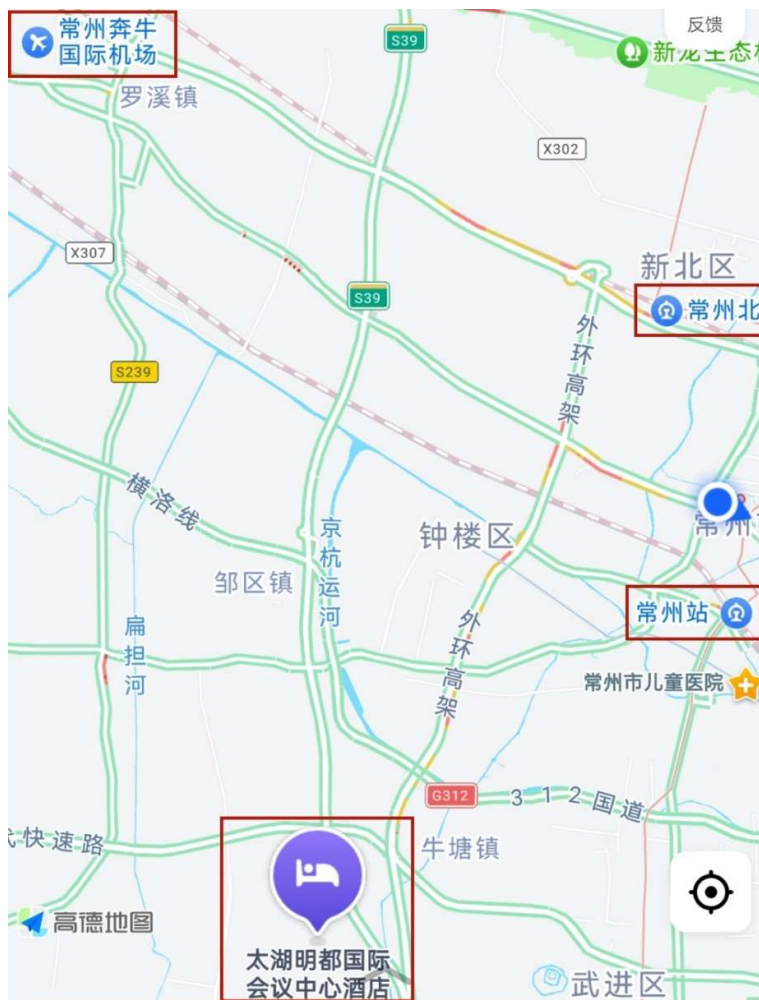 常州奔牛
国际机场
反馈
S39
新龙生态
罗溪镇
X302
X307
新北区
S39
常州北
外环高架
S239
横洛线
京杭运河
钟楼区
常州
邹区镇
常州站
扁担河
外环高架
常州市儿童医院
G312
312国道
快速路
牛塘镇
高德地图
太湖明都国际
会议中心酒店
武进区